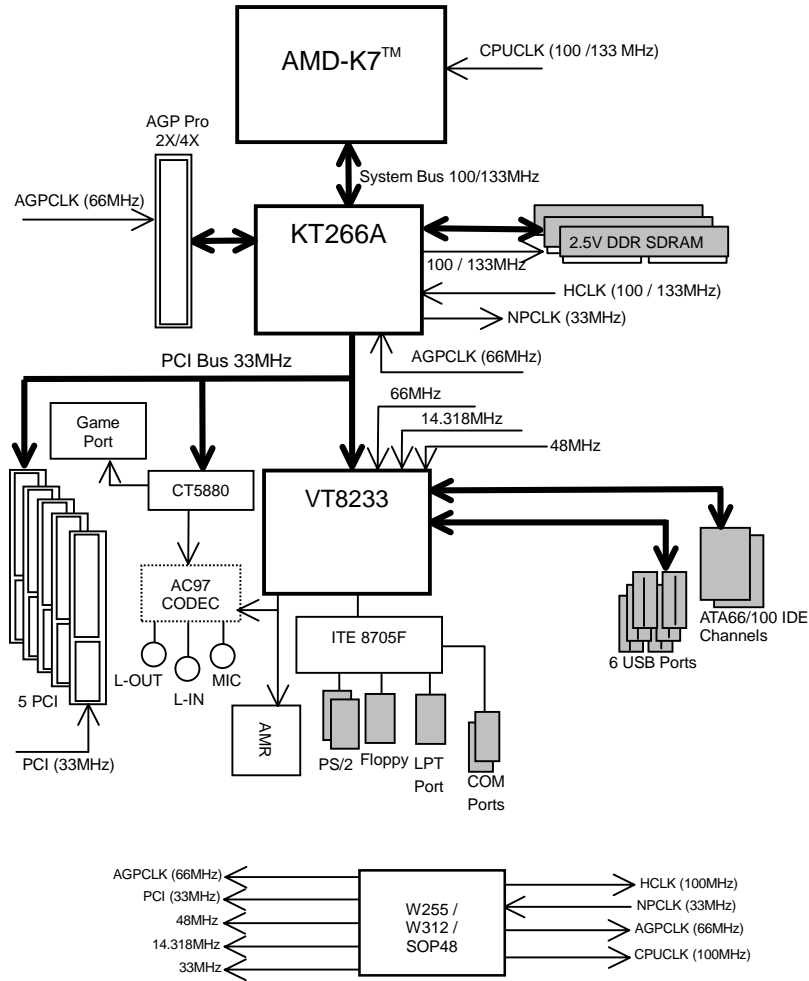 AMD-K7™
CPUCLK (100 /133 MHz)
AGP Pro
2X/4X
System Bus 100/133MHz
AGPCLK (66MHz)
KT266A
2.5V DDR SDRAM
100 / 133MHz
HCLK (100 / 133MHz)
NPCLK (33MHz)
AGPCLK (66MHz)
PCI Bus 33MHz
66MHz
14.318MHz
48MHz
Game
Port
CT5880
VT8233
AC97
CODEC
ITE 8705F
ATA66/100 IDE
Channels
6 USB Ports
L-OUT
L-IN
MIC
5 PCI
AMR
PCI (33MHz)
PS/2
Floppy
LPT
Port
COM
Ports
AGPCLK (66MHz)
PCI (33MHz)
48MHz
14.318MHz
33MHz
W255 /
W312 /
SOP48
HCLK (100MHz)
NPCLK (33MHz)
AGPCLK (66MHz)
CPUCLK (100MHz)